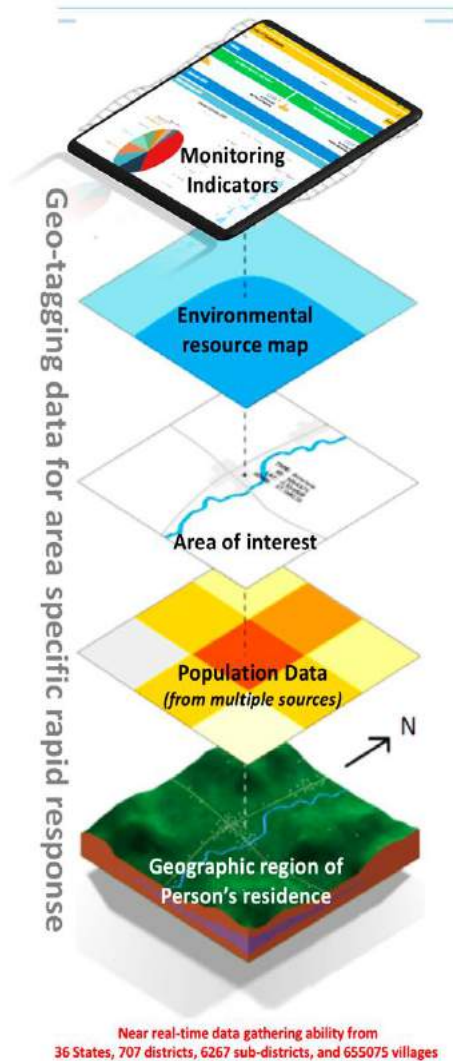 Monitoring
Indicators
Geo-tagging data for area specific rapid response
Environmental
resource map
Area of interest
Population Data
(from multiple sources)
N
Geographic region of
Person's residence
Near real-time data gathering ability from
36 States, 707 districts, 6267 sub-districts, and 655075 villages